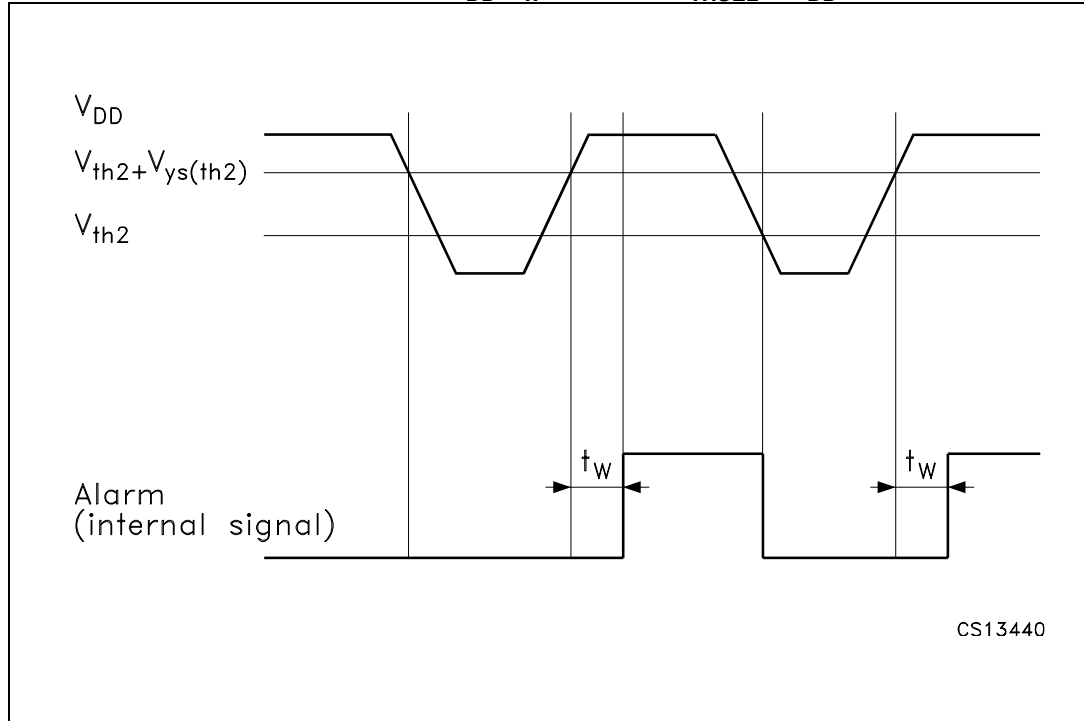 V_DD
V_th2+V_ys(th2)
V_th2
t_W
t_W
Alarm
(internal signal)
CS13440